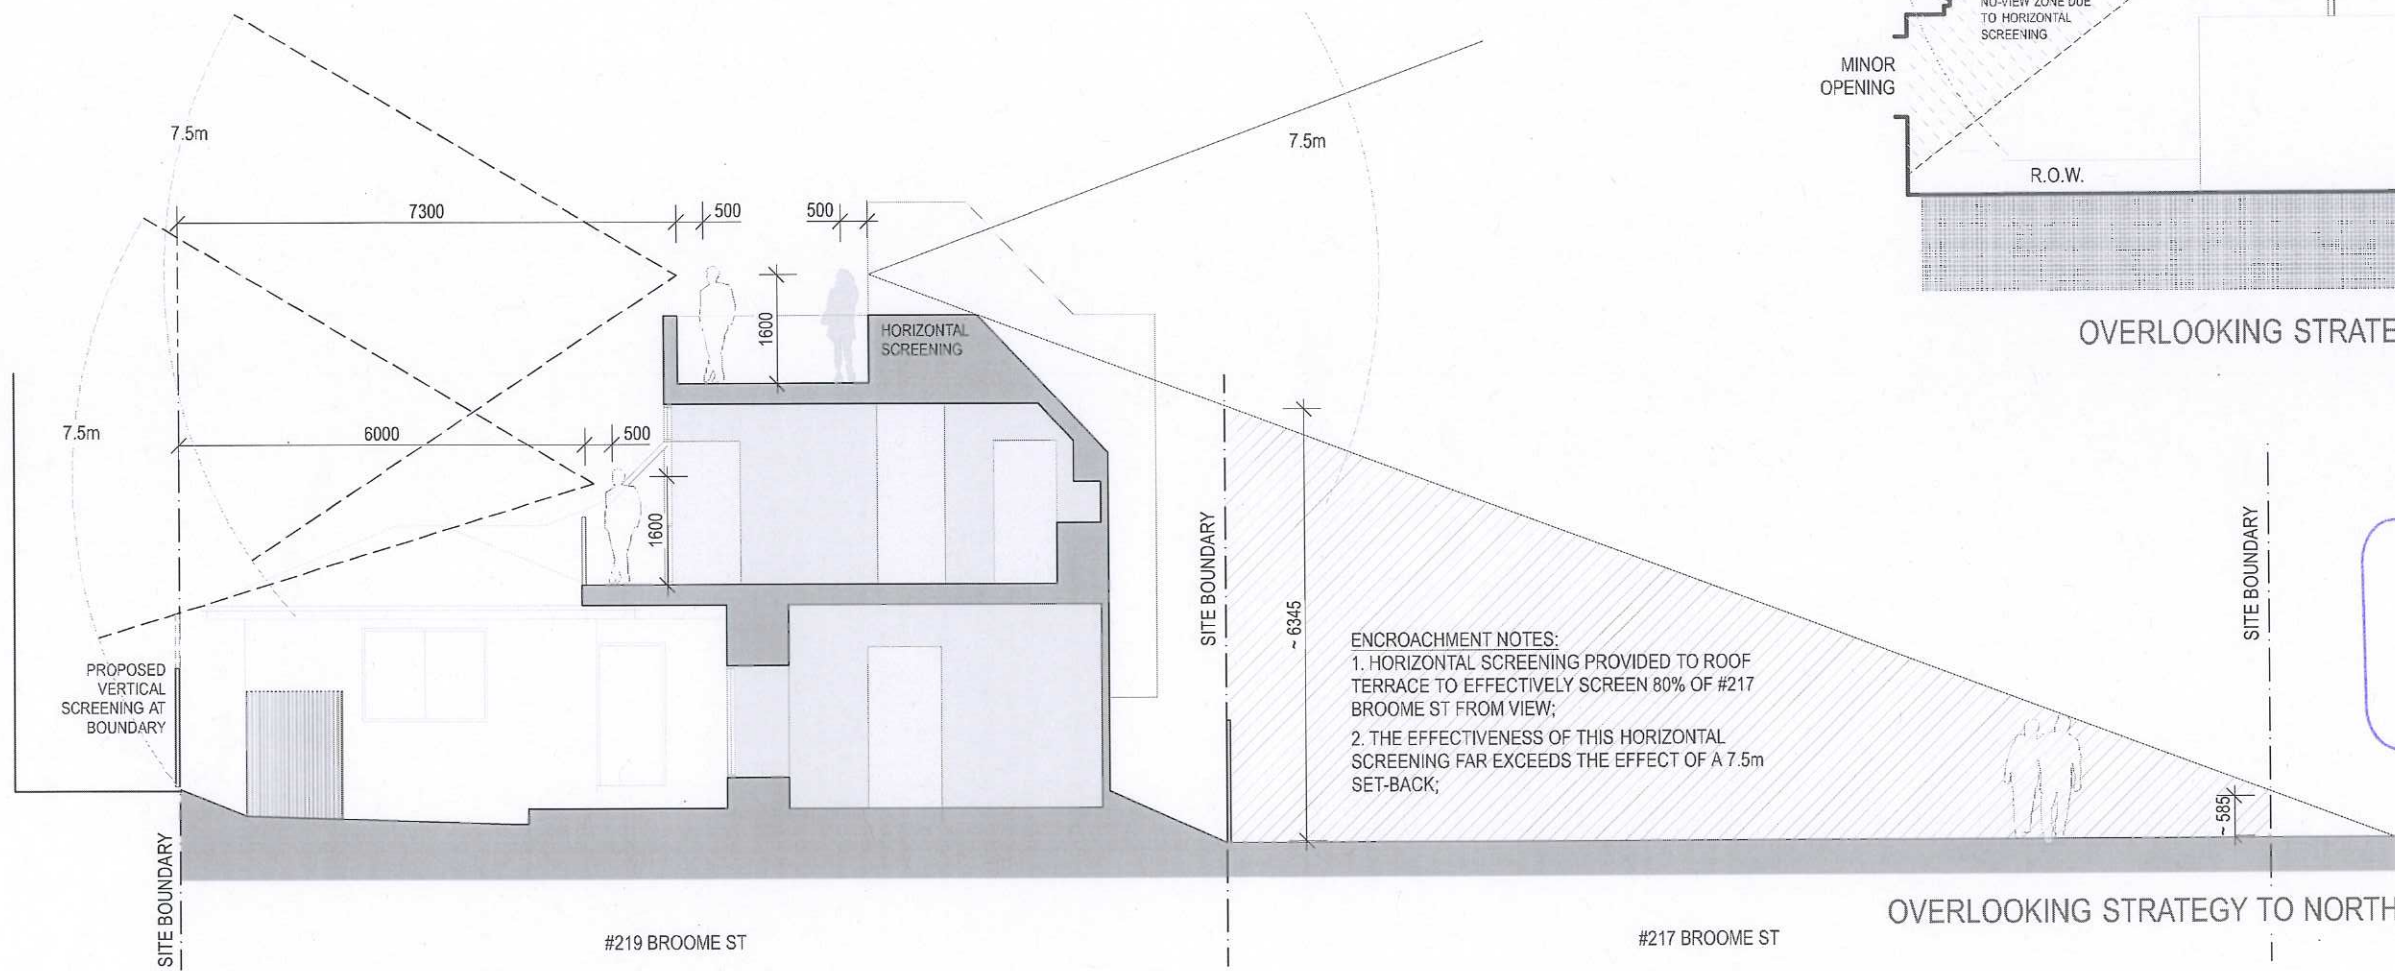 NO-VIEW ZONE DUE
TO HORIZONTAL
SCREENING
MINOR
OPENING
R.O.W.
OVERLOOKING STRATE
7.5m
7.5m
7300
500
500
1600
HORIZONTAL
SCREENING
7.5m
6000
500
1600
SITE BOUNDARY
~ 6345
SITE BOUNDARY
PROPOSED
VERTICAL
SCREENING AT
BOUNDARY
ENCROACHMENT NOTES:
1. HORIZONTAL SCREENING PROVIDED TO ROOF
TERRACE TO EFFECTIVELY SCREEN 80% OF #217
BROOME ST FROM VIEW;
2. THE EFFECTIVENESS OF THIS HORIZONTAL
SCREENING FAR EXCEEDS THE EFFECT OF A 7.5m
SET-BACK;
~ 585
SITE BOUNDARY
OVERLOOKING STRATEGY TO NORTH
#219 BROOME ST
#217 BROOME ST